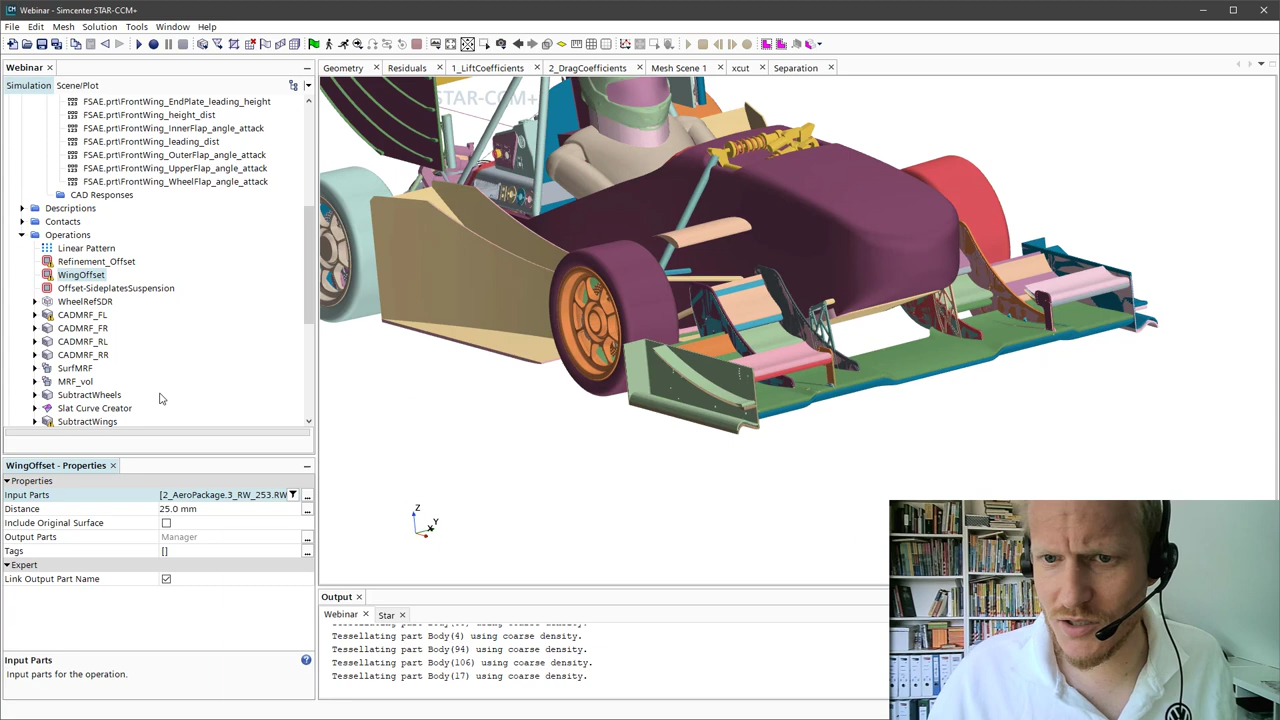 Webinar - Simcenter STAR-CCM+
File Edit Mesh Solution Tools Window Help
Webinar
Simulation Scene/Plot
FSAE.prt\FrontWing_EndPlate_leading_height
FSAE.prt\FrontWing_height_dist
FSAE.prt\FrontWing_InnerFlap_angle_attack
FSAE.prt\FrontWing_leading_dist
FSAE.prt\FrontWing_OuterFlap_angle_attack
FSAE.prt\FrontWing_UpperFlap_angle_attack
FSAE.prt\FrontWing_WheelFlap_angle_attack
CAD Responses
Descriptions
Contacts
Operations
Linear Pattern
Refinement_Offset
WingOffset
Offset-SideplatesSuspension
WheelRefSDR
CADMRF_FL
CADMRF_FR
CADMRF_RL
CADMRF_RR
SurfMRF
MRF_vol
SubtractWheels
Slat Curve Creator
SubtractWings
WingOffset - Properties
Properties
Input Parts [2_AeroPackage.3_RW_253.RW
Distance 25.0 mm
Include Original Surface
Output Parts Manager
Tags []
Expert
Link Output Part Name
Input Parts
Input parts for the operation.
Geometry Residuals 1_LiftCoefficients 2_DragCoefficients Mesh Scene 1 xcut Separation
STAR-CCM+
Z
Y
X
Output
Webinar Star
Tessellating part Body(4) using coarse density.
Tessellating part Body(94) using coarse density.
Tessellating part Body(106) using coarse density.
Tessellating part Body(17) using coarse density.